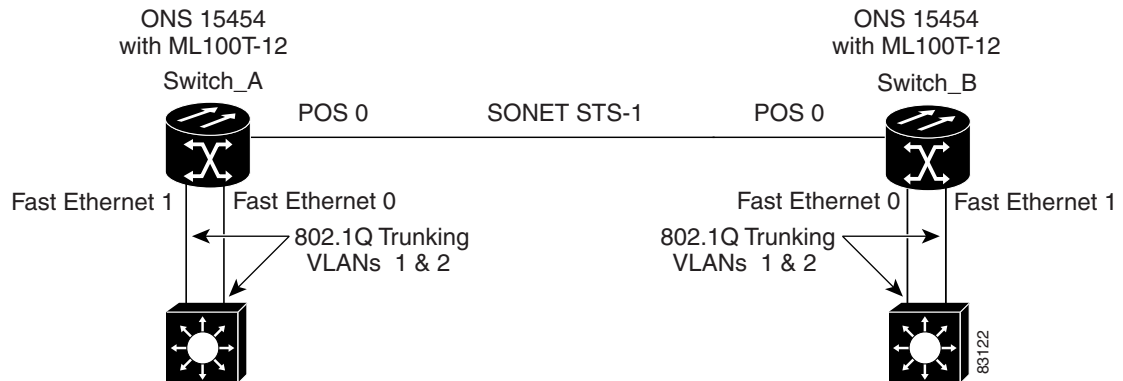 ONS 15454
with ML100T-12
Switch_A
ONS 15454
with ML100T-12
Switch_B
POS 0
SONET STS-1
POS 0
Fast Ethernet 1
Fast Ethernet 0
Fast Ethernet 0
Fast Ethernet 1
802.1Q Trunking
VLANs 1 & 2
802.1Q Trunking
VLANs 1 & 2
83122